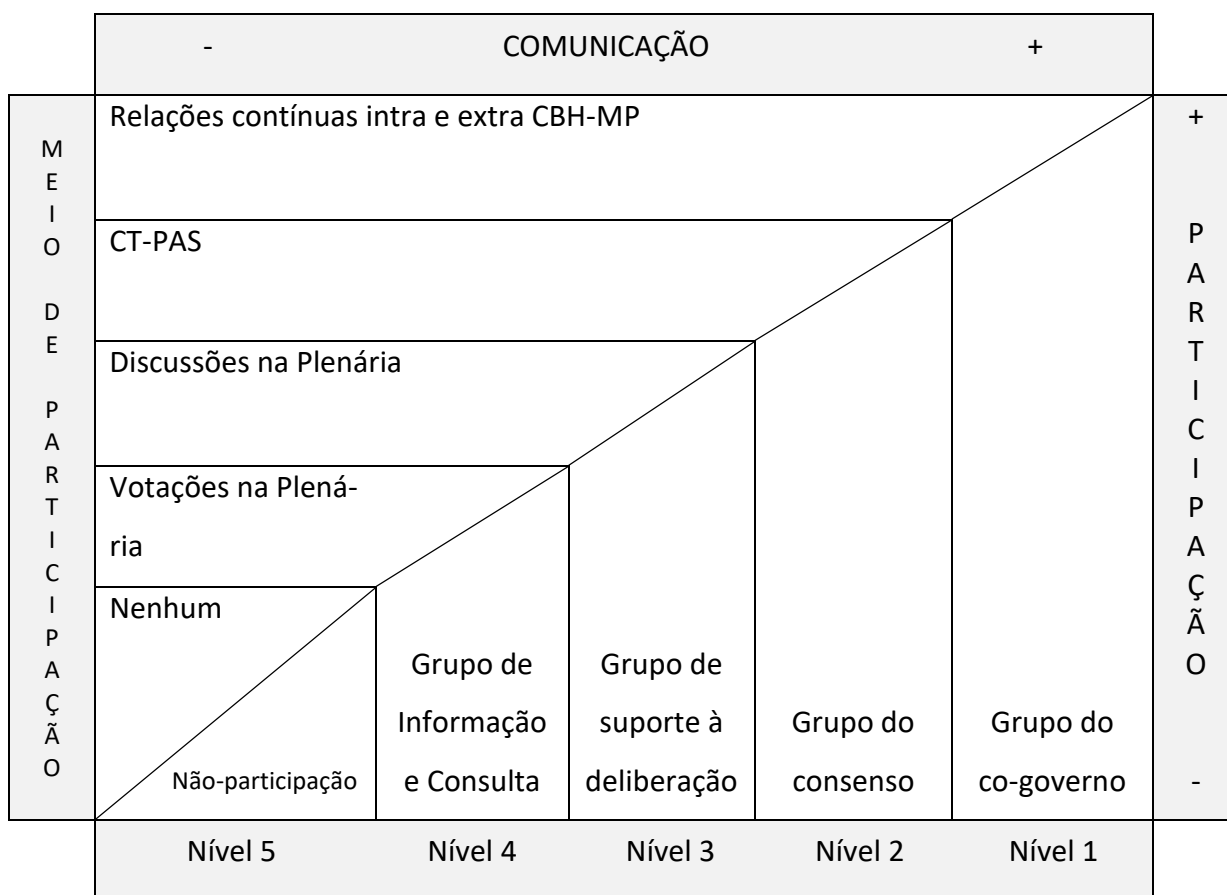 - COMUNICAÇÃO +
MEIO DE PARTICIPAÇÃO
Relações contínuas intra e extra CBH-MP
CT-PAS
Discussões na Plenária
Votações na Plená-
ria
Nenhum
Não-participação
Grupo de
Informação
e Consulta
Grupo de
suporte à
deliberação
Grupo do
consenso
Grupo do
co-governo
+
PARTICIPAÇÃO
-
Nível 5 Nível 4 Nível 3 Nível 2 Nível 1